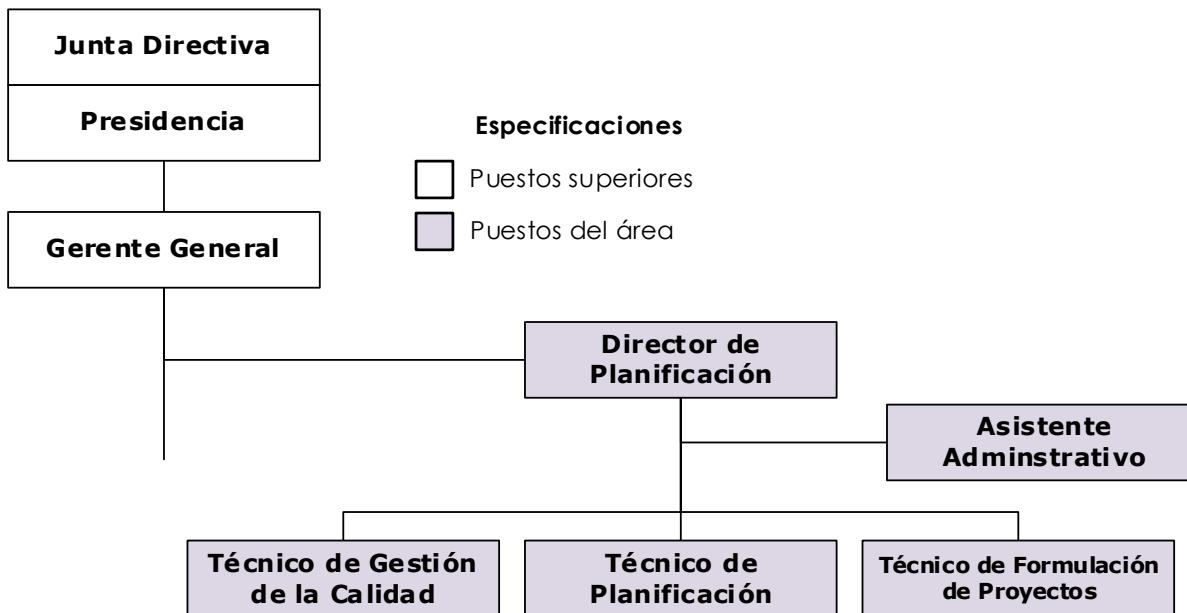 Junta Directiva
Presidencia
Especificaciones
Puestos superiores
Puestos del área
Gerente General
Director de
Planificación
Asistente
Adminstrativo
Técnico de Gestión
de la Calidad
Técnico de
Planificación
Técnico de Formulación
de Proyectos